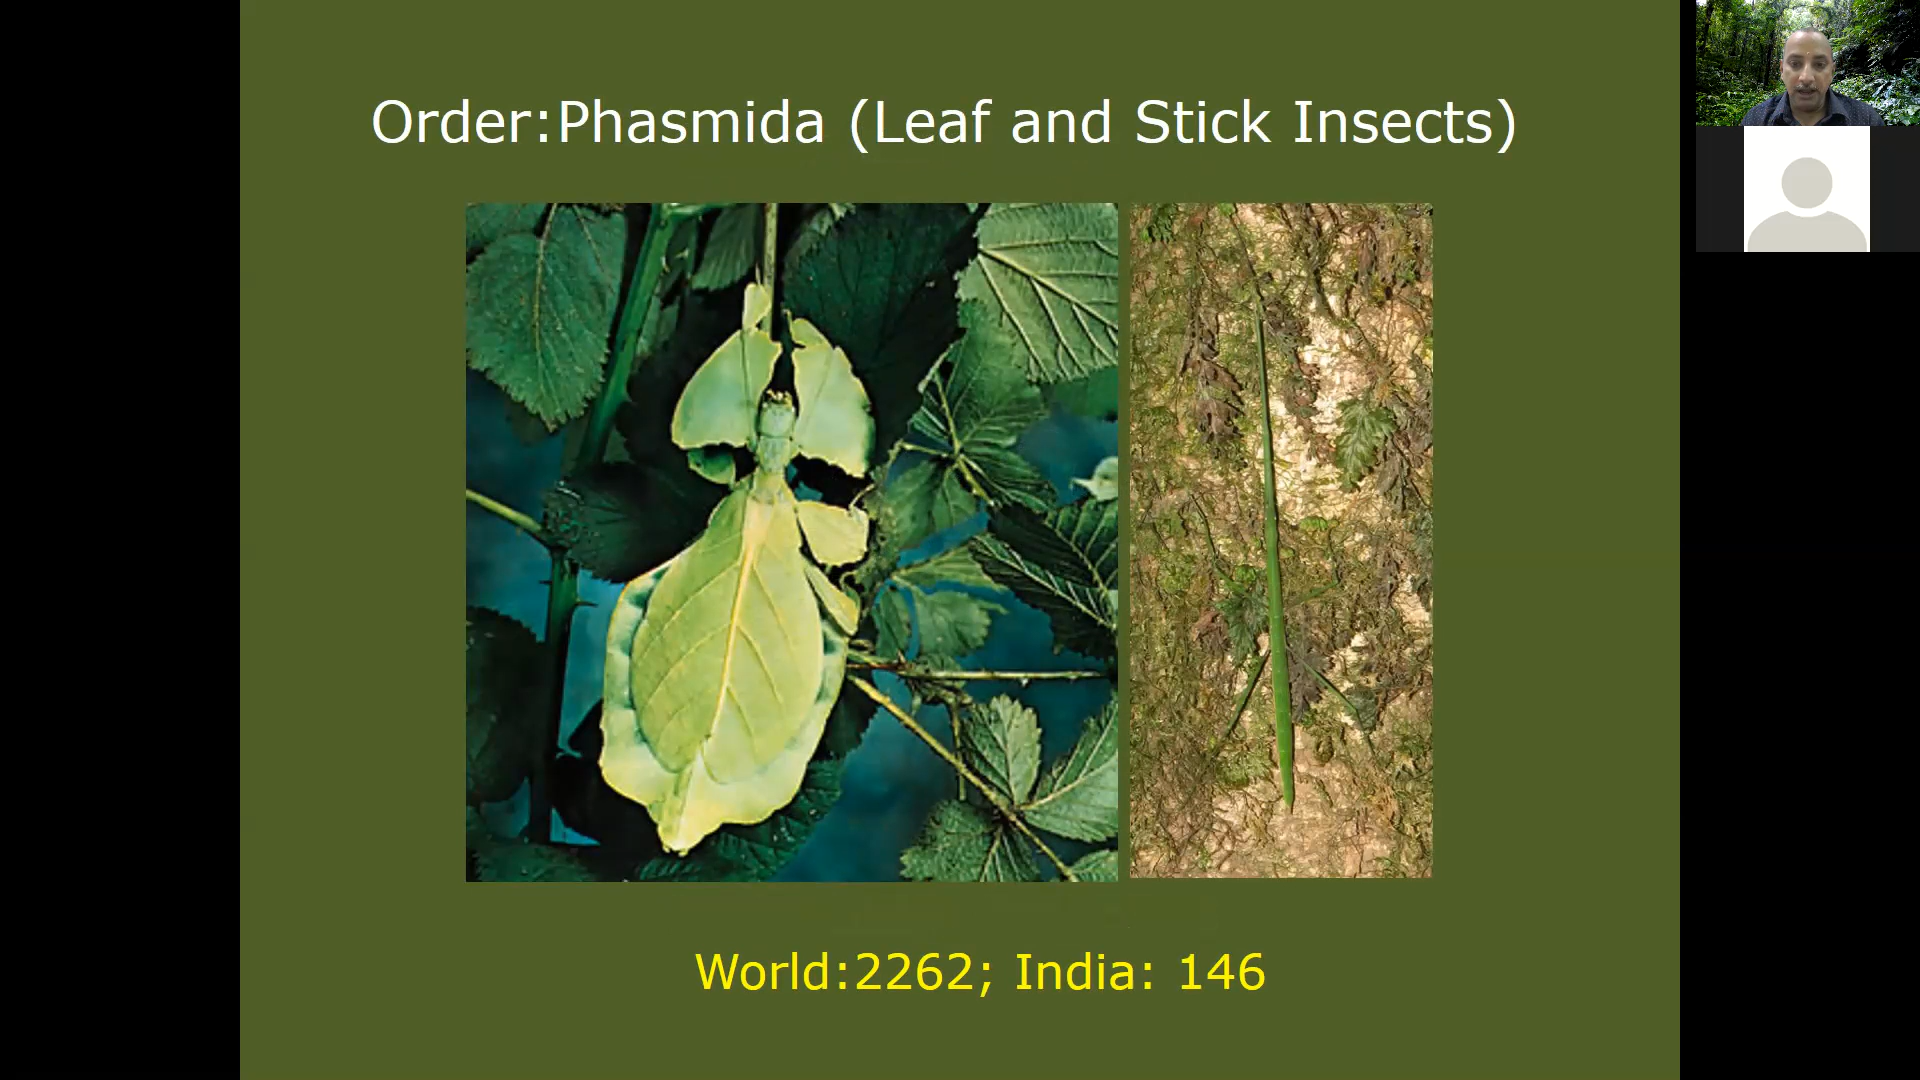 Order:Phasmida (Leaf and Stick Insects)
World:2262; India: 146